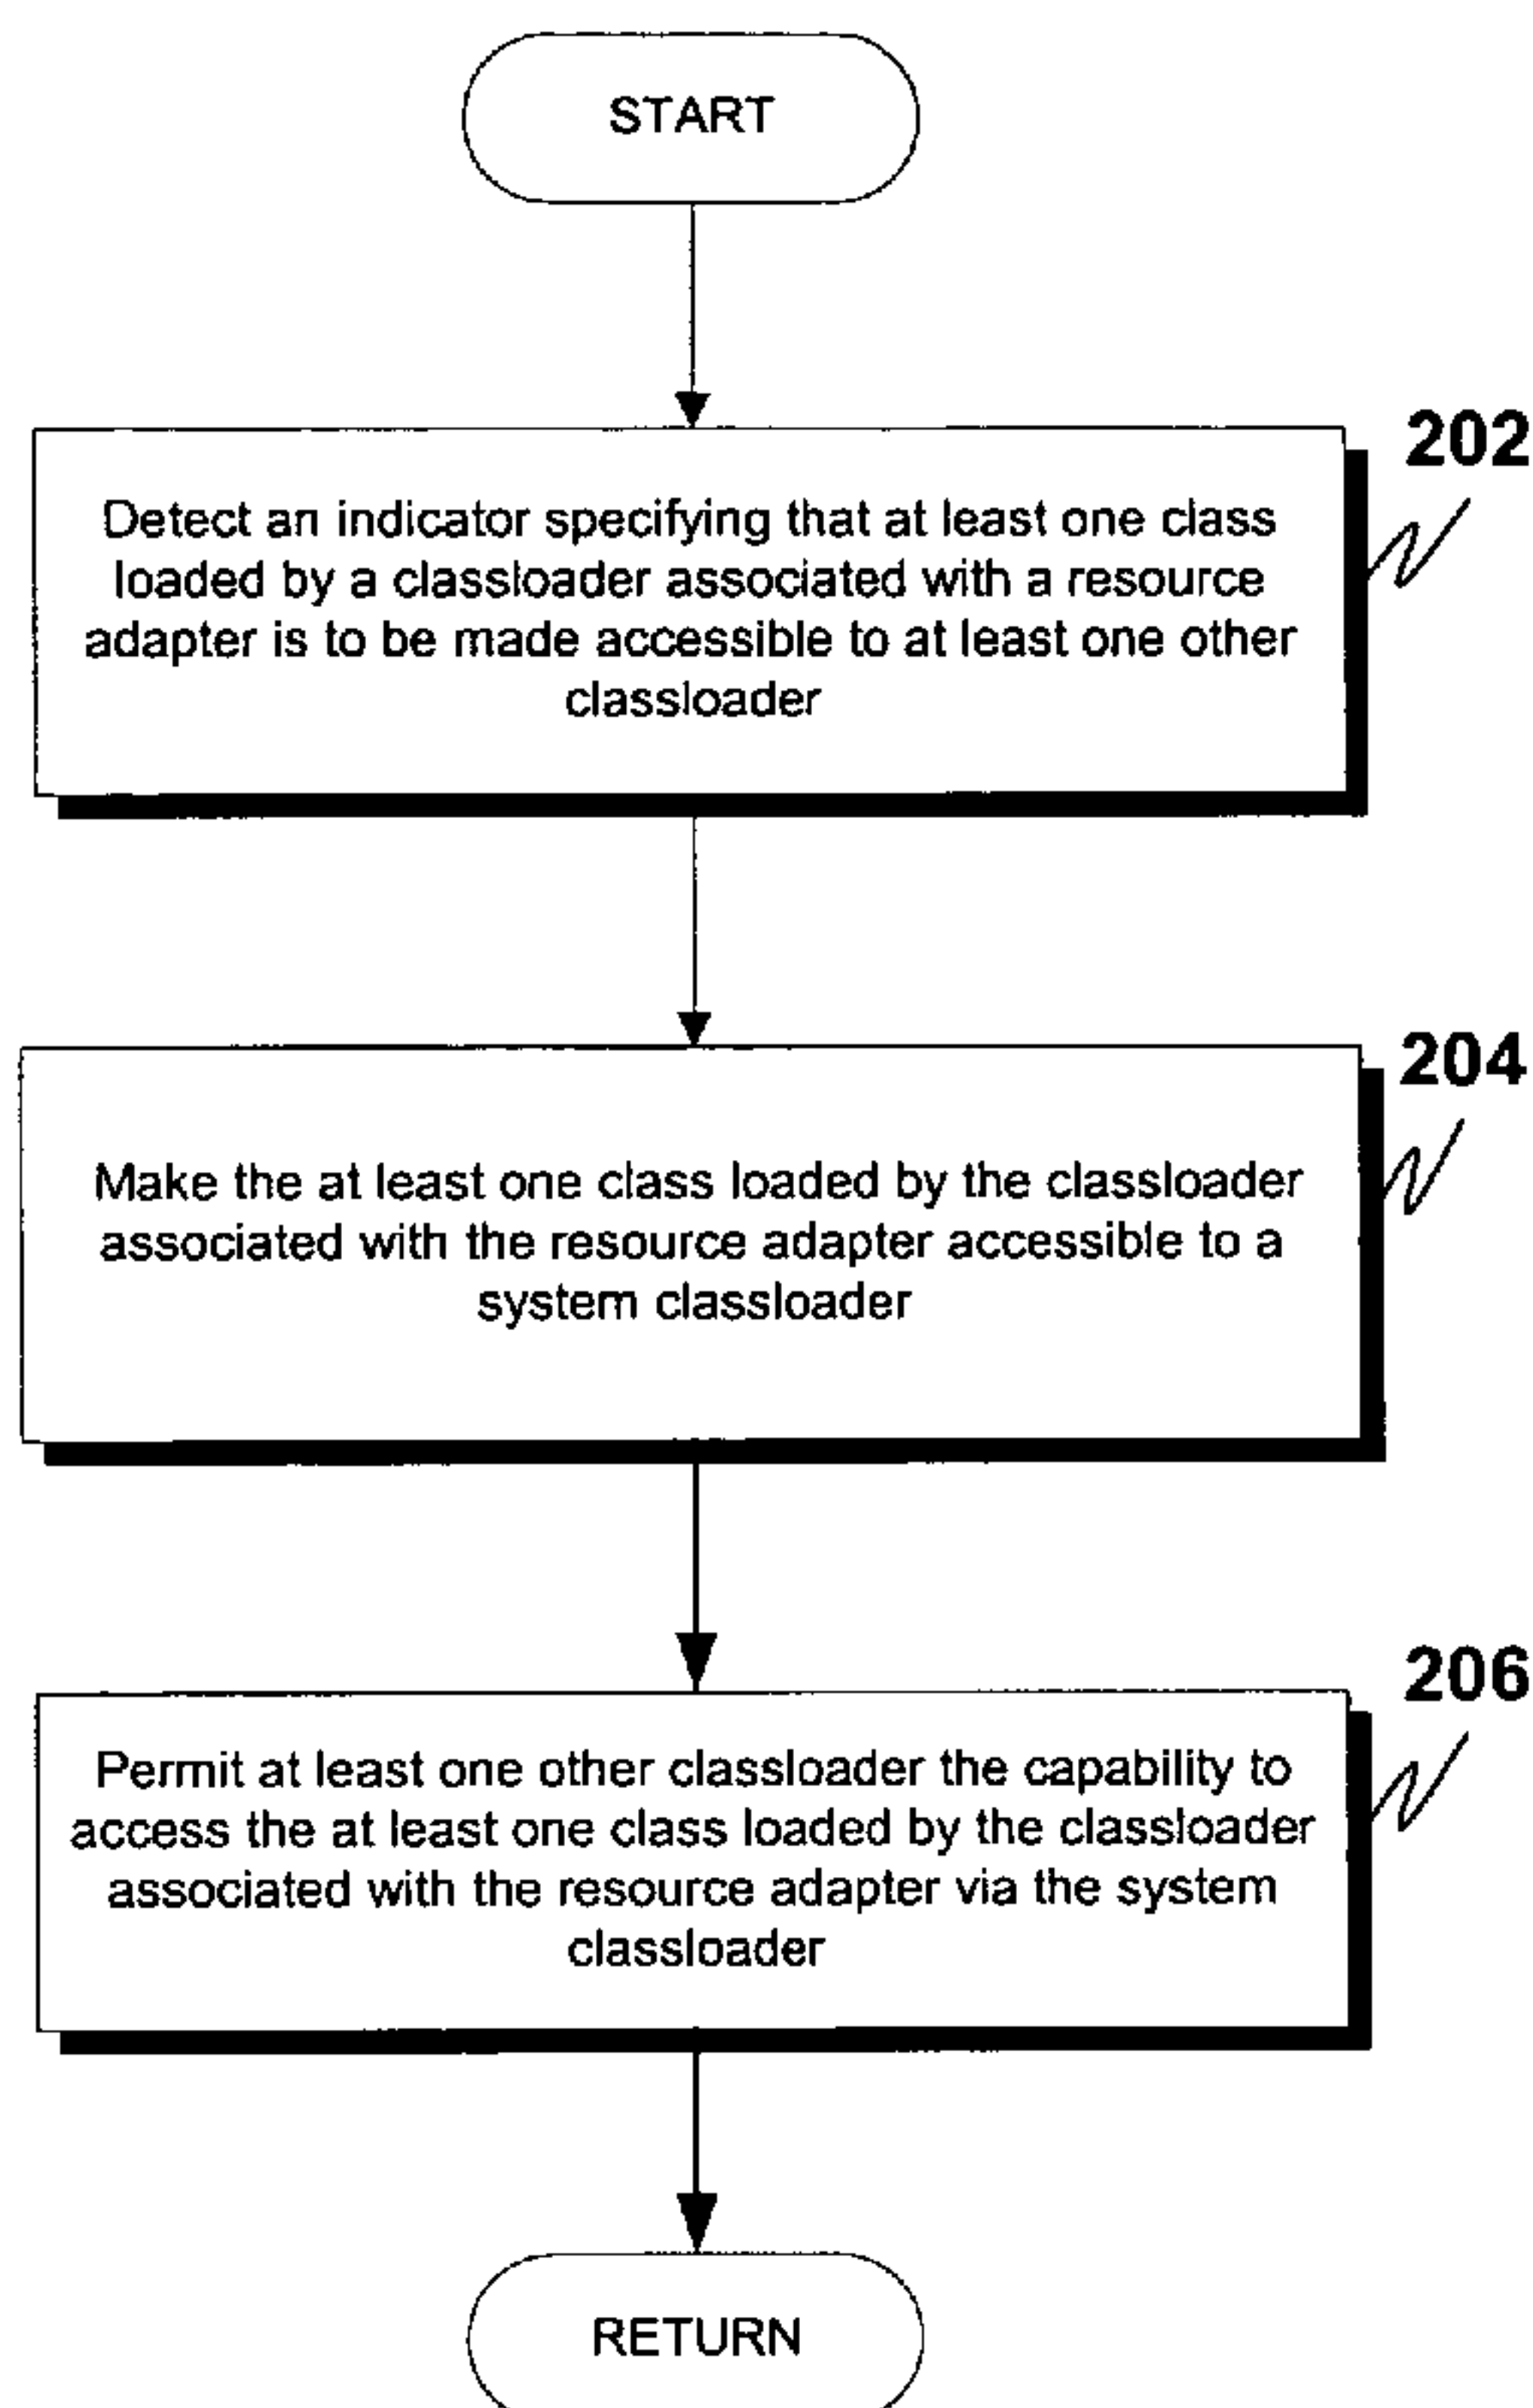 START
202
Detect an indicator specifying that at least one class
loaded by a classloader associated with a resource
adapter is to be made accessible to at least one other
classloader
204
Make the at least one class loaded by the classloader
associated with the resource adapter accessible to a
system classloader
206
Permit at least one other classloader the capability to
access the at least one class loaded by the classloader
associated with the resource adapter via the system
classloader
RETURN